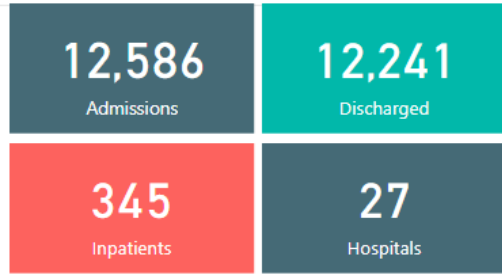 12,586
Admissions
12,241
Discharged
345
Inpatients
27
Hospitals